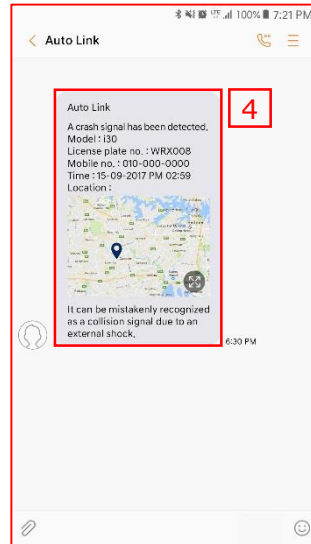 100% 7:21 PM
Auto Link
4
Auto Link
A crash signal has been detected.
Model : i30
License plate no. : WRX008
Mobile no. : 010-000-0000
Time : 15-09-2017 PM 02:59
Location :
It can be mistakenly recognized
as a collision signal due to an
external shock.
6:30 PM